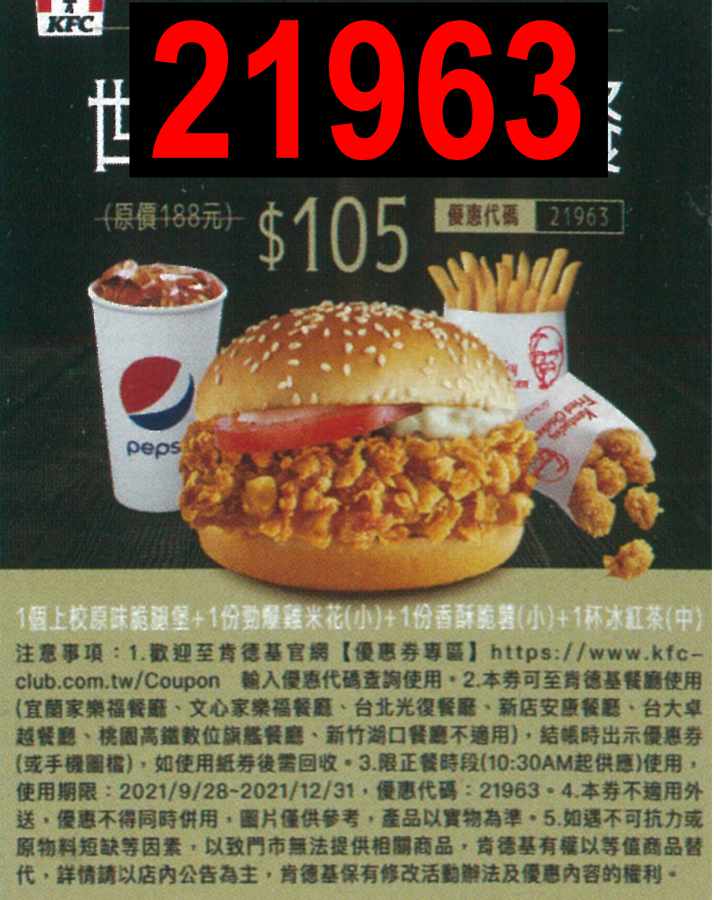 KFC
21963
世
餐
(原價188元) $105 優惠代碼 21963
pepsi
Kentucky Fried Chicken
1個上校原味脆腿堡+1份勁爆雞米花(小)+1份香酥脆薯(小)+1杯冰紅茶(中)
注意事項：1.歡迎至肯德基官網【優惠券專區】https://www.kfc-
club.com.tw/Coupon 輸入優惠代碼查詢使用。2.本券可至肯德基餐廳使用
(宜蘭家樂福餐廳、文心家樂福餐廳、台北光復餐廳、新店安康餐廳、台大卓
越餐廳、桃園高鐵數位旗艦餐廳、新竹湖口餐廳不適用)，結帳時出示優惠券
(或手機圖檔)，如使用紙券後需回收。3.限正餐時段(10:30AM起供應)使用，
使用期限：2021/9/28~2021/12/31，優惠代碼：21963。4.本券不適用外
送，優惠不得同時併用，圖片僅供參考，產品以實物為準。5.如遇不可抗力或
原物料短缺等因素，以致門市無法提供相關商品，肯德基有權以等值商品替
代，詳情請以店內公告為主，肯德基保有修改活動辦法及優惠內容的權利。